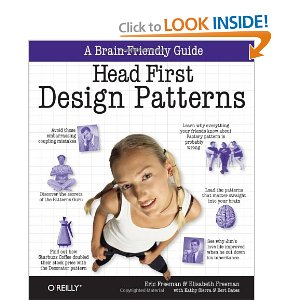 Click to
LOOK INSIDE!
A Brain-Friendly Guide
Head First
Design Patterns
Avoid those
embarrassing
coupling mistakes
Learn why everything
your friends know about
Factory pattern is
probably
wrong
Discover the secrets
of the Patterns Guru
Load the patterns
that matter straight
into your brain
Find out how
Starbuzz Coffee doubled
their stock price with
the Decorator pattern
See why Jim's
love life improved
when he cut down
his inheritance
O'REILLY®
Eric Freeman & Elisabeth Freeman
with Kathy Sierra & Bert Bates
Copyrighted Material